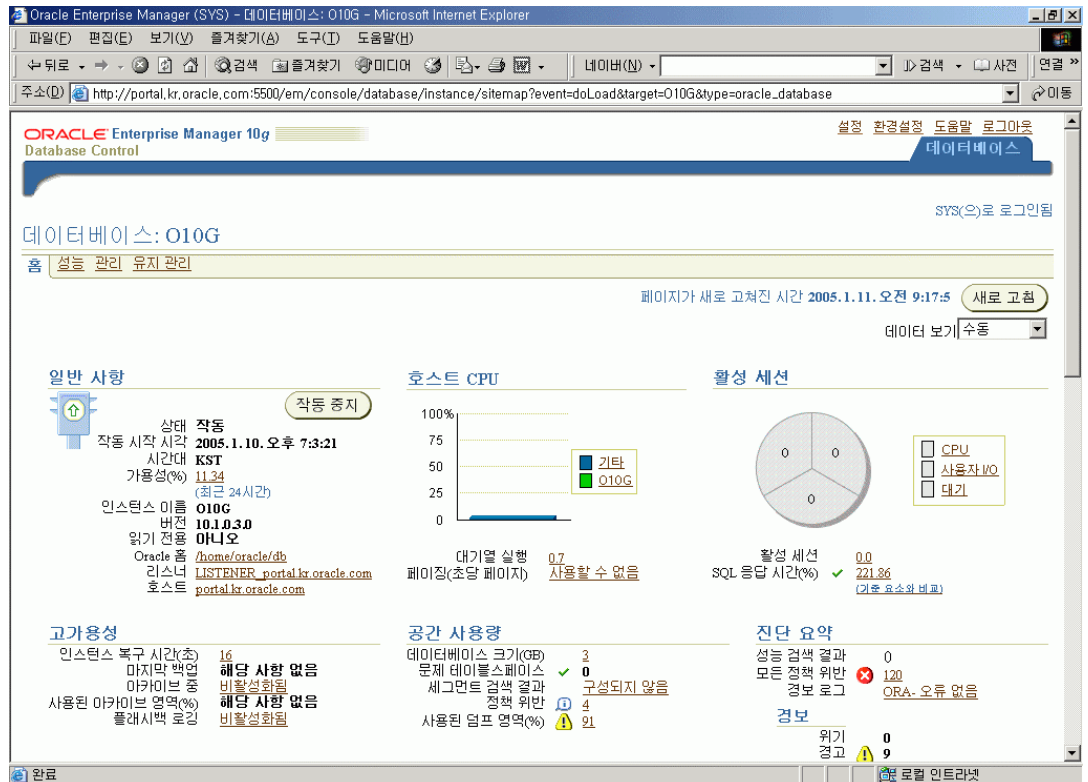 Oracle Enterprise Manager (SYS) - 데이터베이스: O10G - Microsoft Internet Explorer
파일(F) 편집(E) 보기(V) 즐겨찾기(A) 도구(T) 도움말(H)
뒤로 검색 즐겨찾기 미디어 네이버(N) 검색 사전 연결 »
주소(D) http://portal.kr.oracle.com:5500/em/console/database/instance/sitemap?event=doLoad&target=O10G&type=oracle_database 이동
ORACLE Enterprise Manager 10g
Database Control
설정 환경설정 도움말 로그아웃
데이터베이스
SYS(으)로 로그인됨
데이터베이스: O10G
홈 성능 관리 유지 관리
페이지가 새로 고쳐진 시간 2005.1.11. 오전 9:17:5 새로 고침
데이터 보기 수동
일반 사항
작동 중지
상태 작동
작동 시작 시각 2005.1.10. 오후 7:3:21
시간대 KST
가용성(%) 11.34
(최근 24시간)
인스턴스 이름 O10G
버전 10.1.0.3.0
읽기 전용 아니오
Oracle 홈 /home/oracle/db
리스너 LISTENER_portal.kr.oracle.com
호스트 portal.kr.oracle.com
호스트 CPU
100%
75
50
25
0
기타
O10G
대기열 실행 0.7
페이징(초당 페이지) 사용할 수 없음
활성 세션
0 0
0
CPU
사용자 I/O
대기
활성 세션 0.0
SQL 응답 시간(%) 221.86
(기준 요소와 비교)
고가용성
인스턴스 복구 시간(초) 16
마지막 백업 해당 사항 없음
아카이브 중 비활성화됨
사용된 아카이브 영역(%) 해당 사항 없음
플래시백 로깅 비활성화됨
공간 사용량
데이터베이스 크기(GB) 3
문제 테이블스페이스 0
세그먼트 검색 결과 구성되지 않음
정책 위반 4
사용된 덤프 영역(%) 91
진단 요약
성능 검색 결과 0
모든 정책 위반 120
경보 로그 ORA- 오류 없음
경보
위기 0
경고 9
완료 로컬 인트라넷